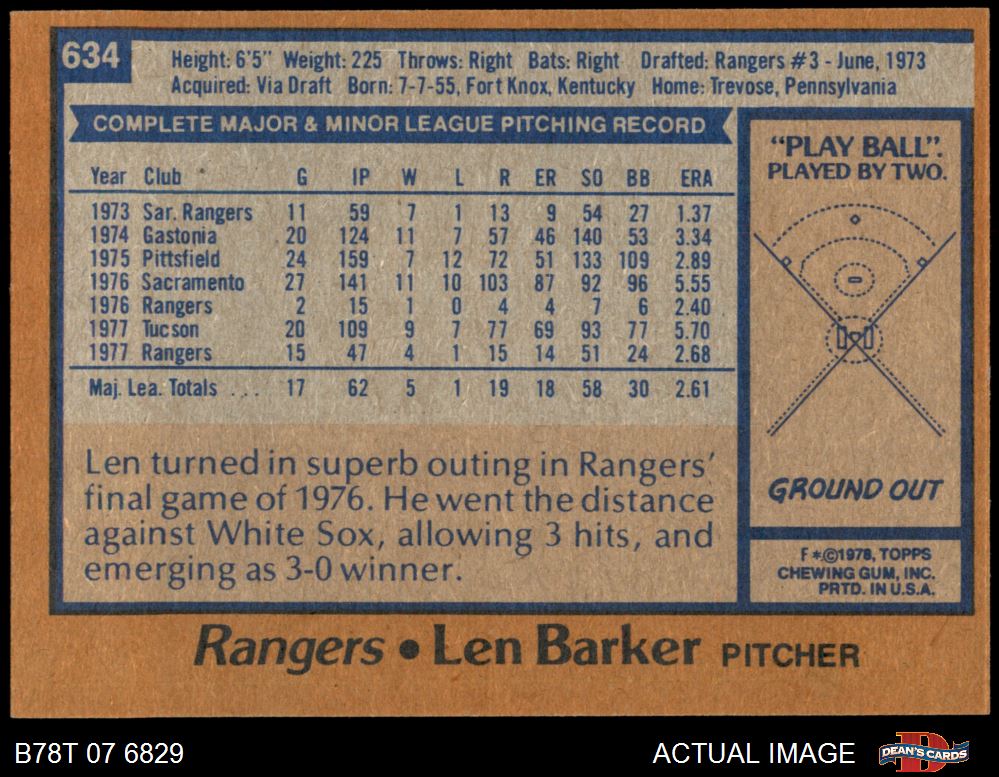 634
Height: 6'5" Weight: 225 Throws: Right Bats: Right Drafted: Rangers #3 - June, 1973
Acquired: Via Draft Born: 7-7-55, Fort Knox, Kentucky Home: Trevose, Pennsylvania
COMPLETE MAJOR & MINOR LEAGUE PITCHING RECORD
Year Club G IP W L R ER SO BB ERA
1973 Sar. Rangers 11 59 7 1 13 9 54 27 1.37
1974 Gastonia 20 124 11 7 57 46 140 53 3.34
1975 Pittsfield 24 159 7 12 72 51 133 109 2.89
1976 Sacramento 27 141 11 10 103 87 92 96 5.55
1976 Rangers 2 15 1 0 4 4 7 6 2.40
1977 Tucson 20 109 9 7 77 69 93 77 5.70
1977 Rangers 15 47 4 1 15 14 51 24 2.68
Maj. Lea. Totals ... 17 62 5 1 19 18 58 30 2.61
Len turned in superb outing in Rangers'
final game of 1976. He went the distance
against White Sox, allowing 3 hits, and
emerging as 3-0 winner.
"PLAY BALL".
PLAYED BY TWO.
GROUND OUT
F *©1978, TOPPS
CHEWING GUM, INC.
PRTD. IN U.S.A.
Rangers • Len Barker PITCHER
B78T 07 6829 ACTUAL IMAGE
DEAN'S CARDS